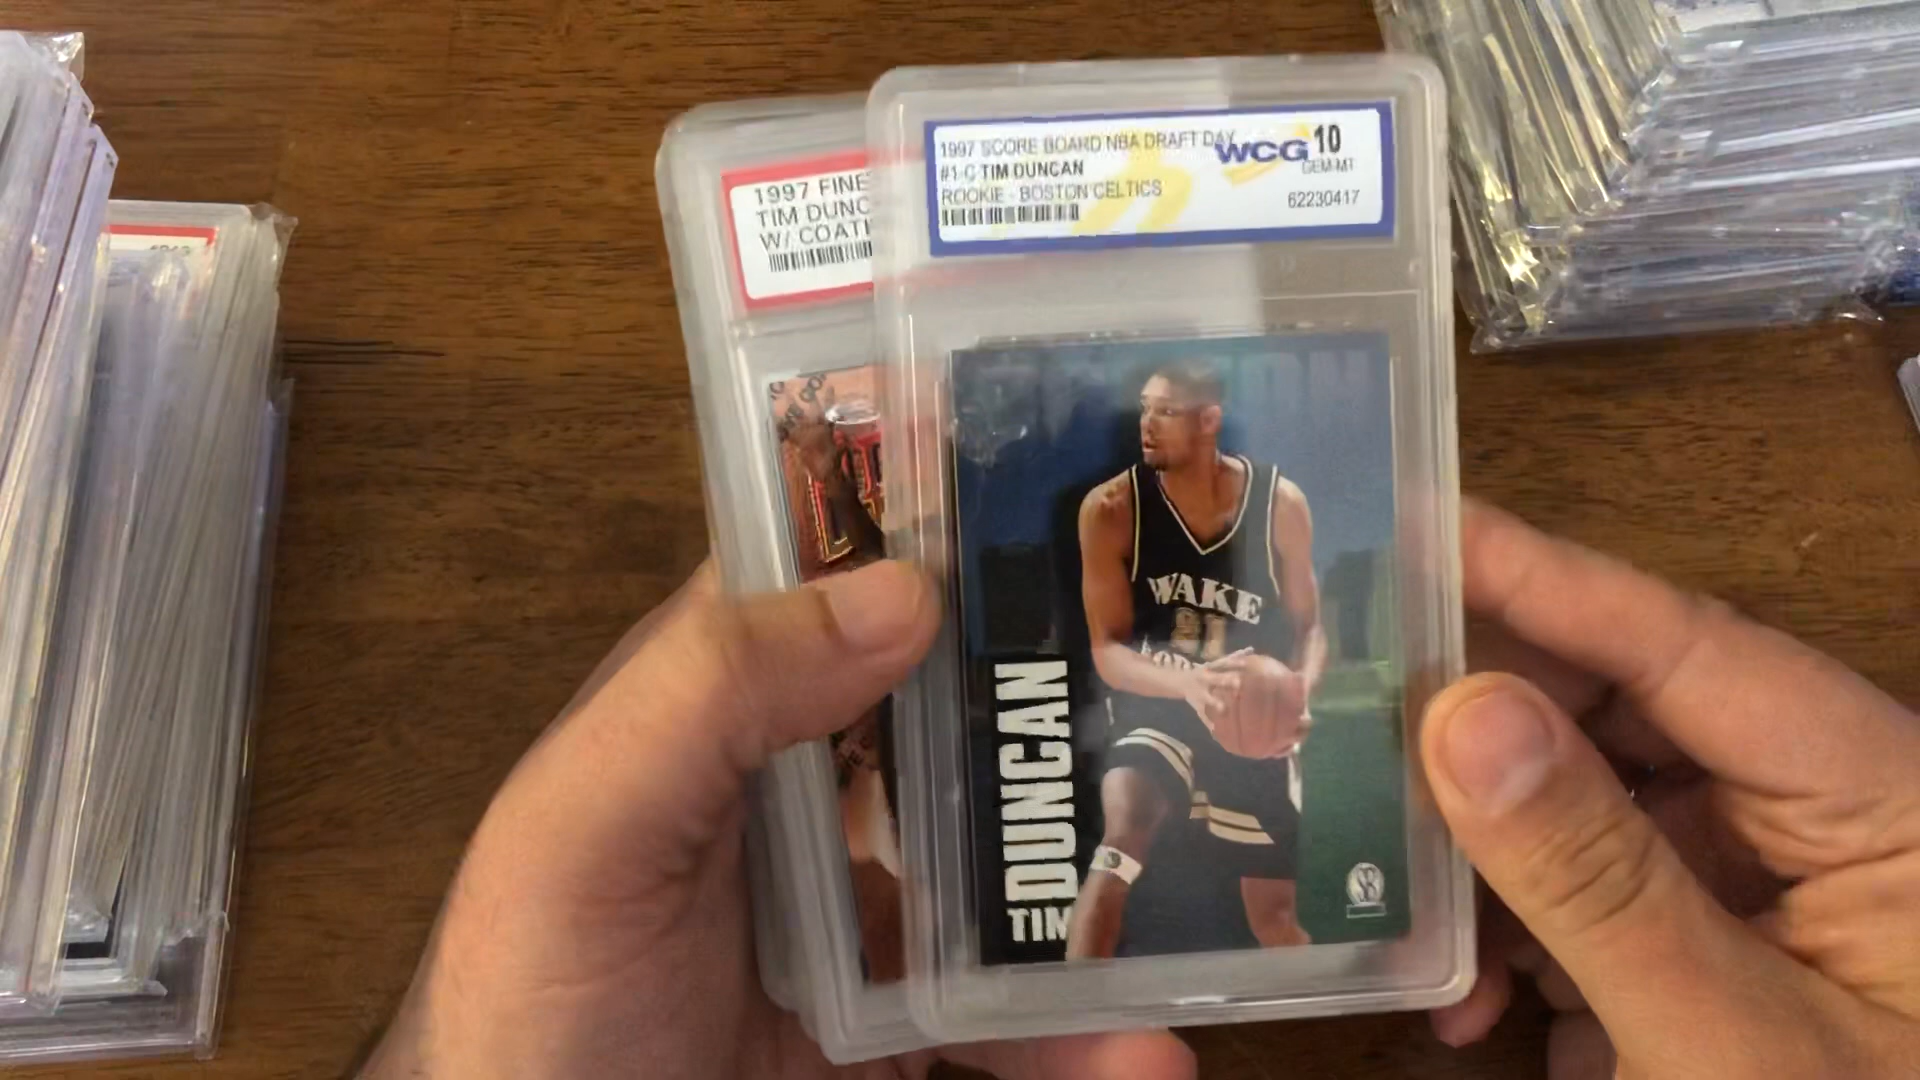 1997 FINE
TIM DUNC
W/ COAT
1997 SCORE BOARD NBA DRAFT DAY
#1-C TIM DUNCAN
ROOKIE - BOSTON CELTICS
WCG 10
GEM-MT
62230417
WAKE
21
TIM DUNCAN
SB